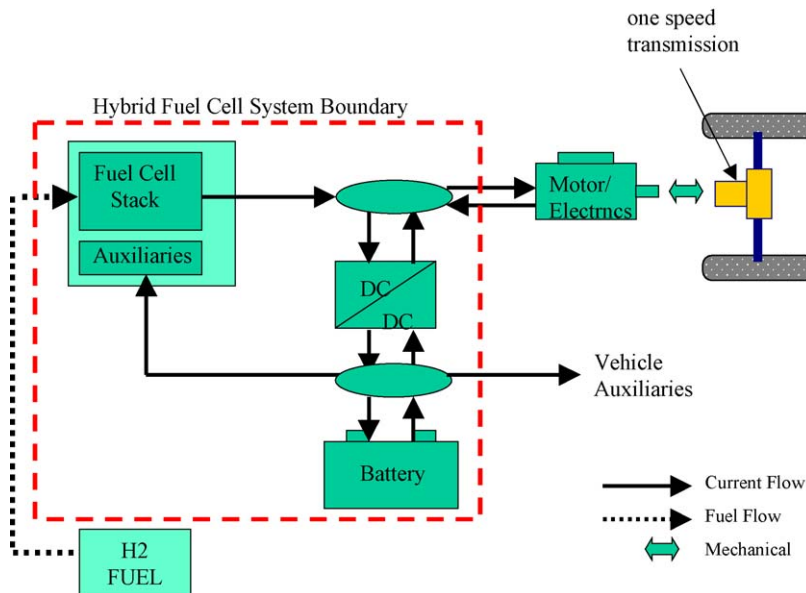 one speed
transmission
Hybrid Fuel Cell System Boundary
Fuel Cell
Stack
Auxiliaries
Motor/
Electrncs
DC
DC
Vehicle
Auxiliaries
Battery
Current Flow
Fuel Flow
Mechanical
H2
FUEL